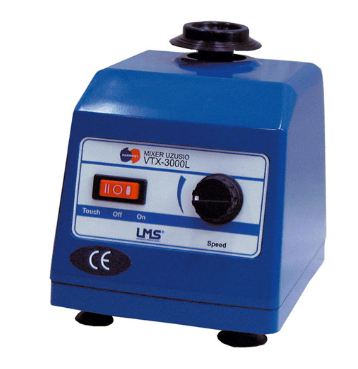 MIXER UZUSIO
VTX-3000L
Touch Off On
LMS®
Speed
CE